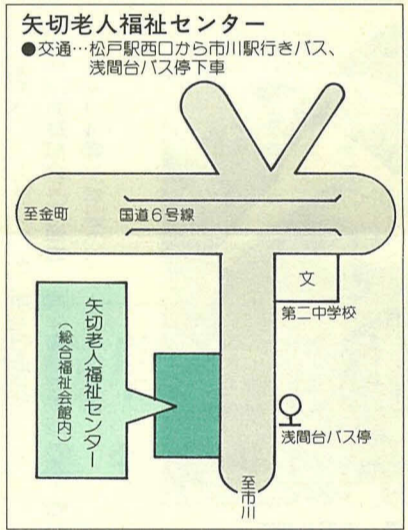 矢切老人福祉センター
●交通…松戸駅西口から市川駅行きバス、
浅間台バス停下車
至金町
国道6号線
文
第二中学校
矢切老人福祉センター
(総合福祉会館内)
浅間台バス停
至市川